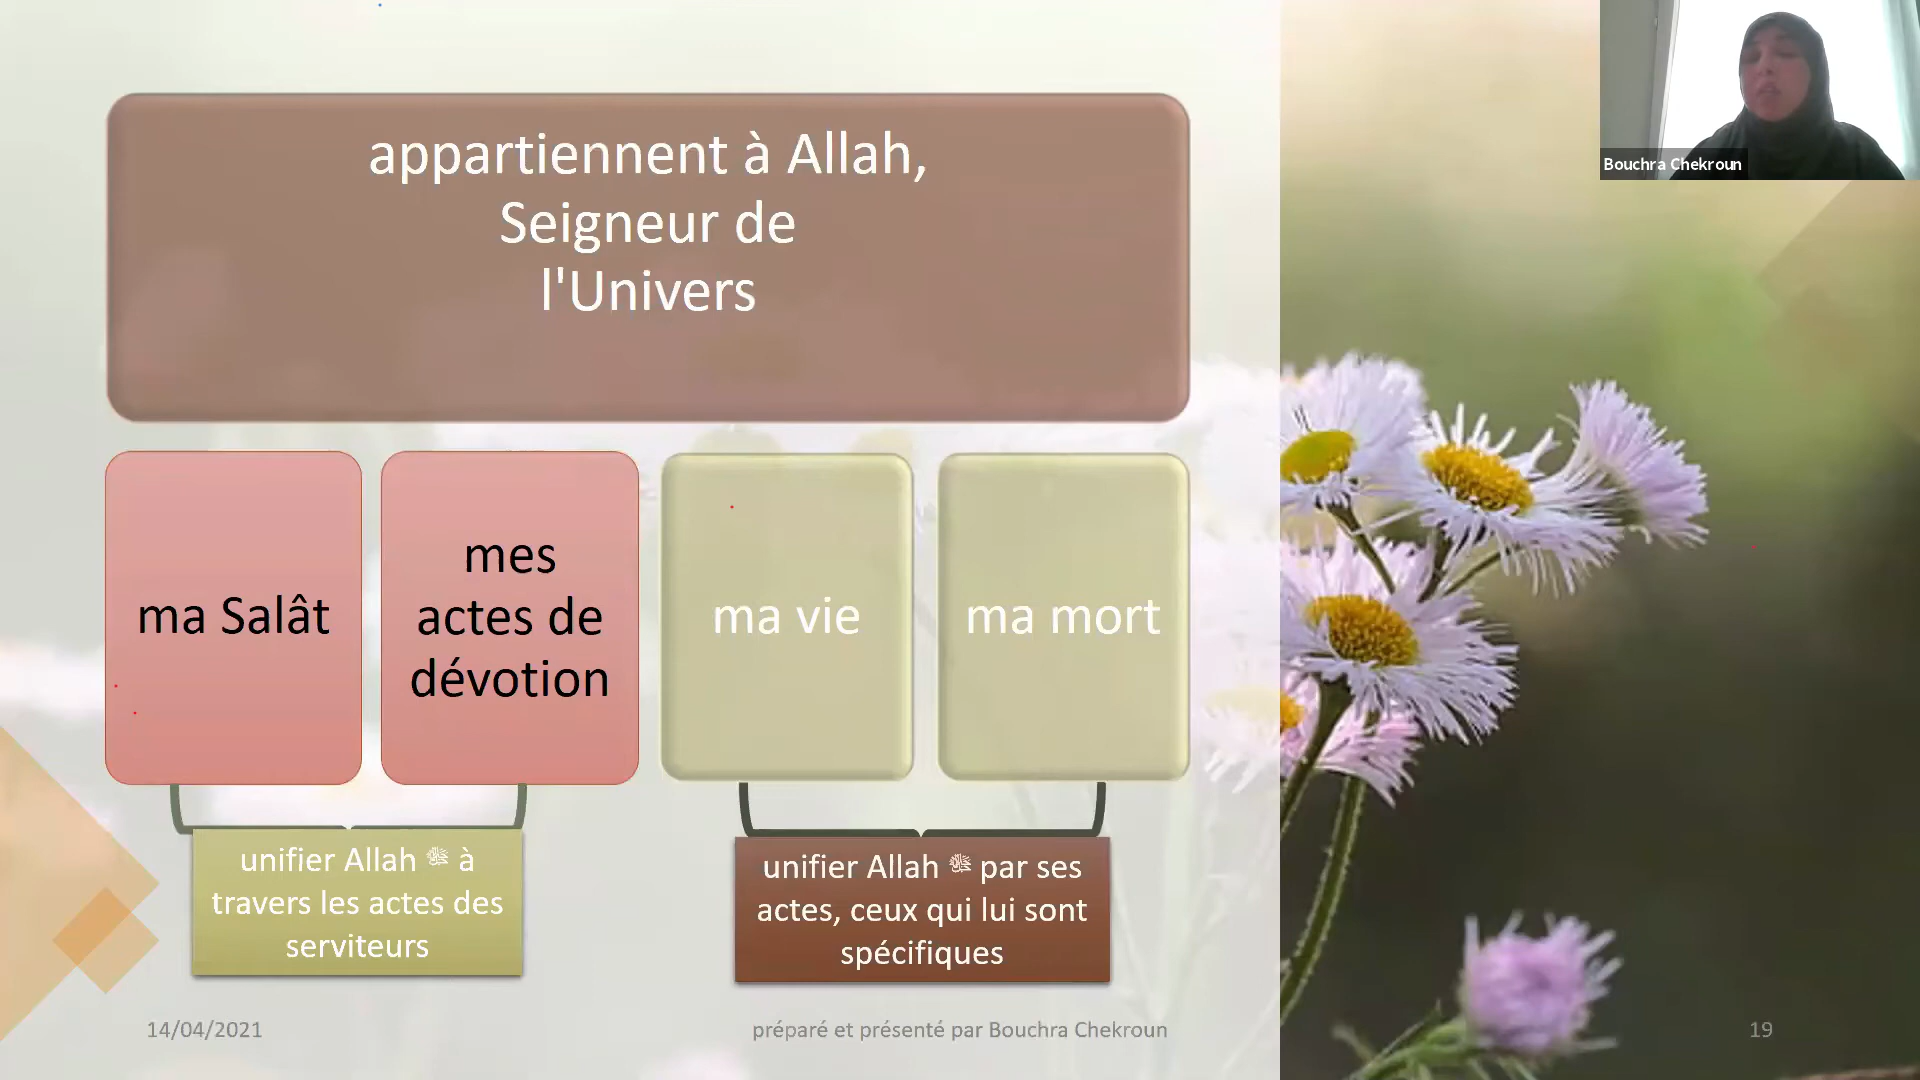 Bouchra Chekroun
appartiennent à Allah,
Seigneur de
l'Univers
ma Salât
mes
actes de
dévotion
ma vie
ma mort
unifier Allah ﷻ à
travers les actes des
serviteurs
unifier Allah ﷻ par ses
actes, ceux qui lui sont
spécifiques
14/04/2021
préparé et présenté par Bouchra Chekroun
19